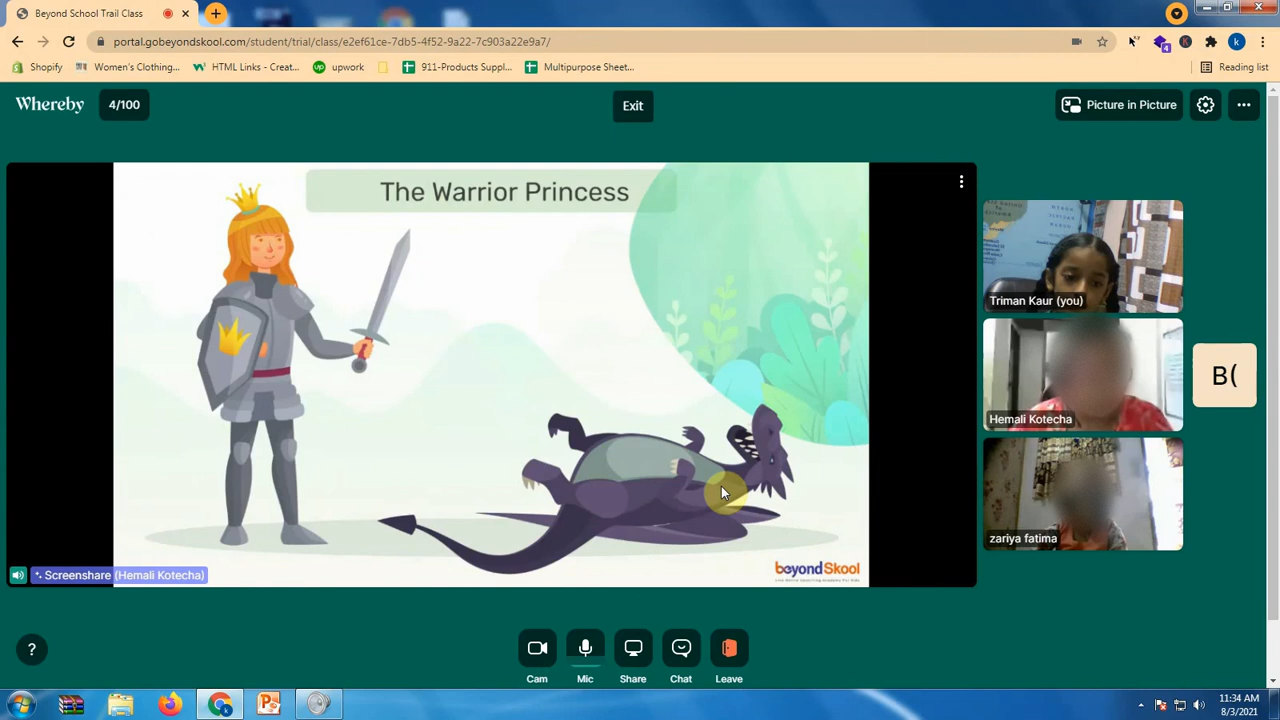 Beyond School Trail Class
portal.gobeyondskool.com/student/trial/class/e2ef61ce-7db5-4f52-9a22-7c903a22e9a7/
4
k
Shopify
Women's Clothing...
HTML Links - Creat...
upwork
911-Products Suppl...
Multipurpose Sheet...
Reading list
Whereby
4/100
Exit
Picture in Picture
The Warrior Princess
Triman Kaur (you)
Hemali Kotecha
B(
zariya fatima
beyondSkool
Screenshare (Hemali Kotecha)
?
Cam
Mic
Share
Chat
Leave
11:34 AM
8/3/2021